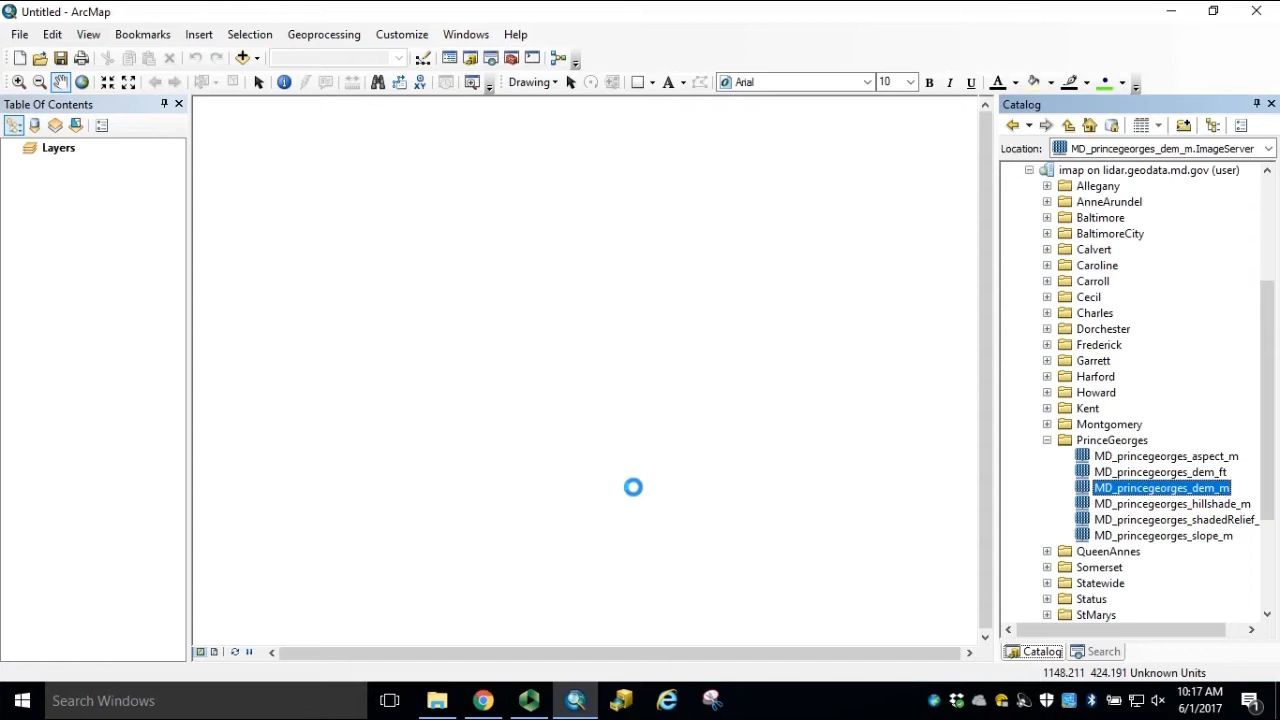 Untitled - ArcMap
File Edit View Bookmarks Insert Selection Geoprocessing Customize Windows Help
Drawing Arial 10 B I U A
Table Of Contents
Layers
Catalog
Location: MD_princegeorges_dem_m.ImageServer
imap on lidar.geodata.md.gov (user)
Allegany
AnneArundel
Baltimore
BaltimoreCity
Calvert
Caroline
Carroll
Cecil
Charles
Dorchester
Frederick
Garrett
Harford
Howard
Kent
Montgomery
PrinceGeorges
MD_princegeorges_aspect_m
MD_princegeorges_dem_ft
MD_princegeorges_dem_m
MD_princegeorges_hillshade_m
MD_princegeorges_shadedRelief_
MD_princegeorges_slope_m
QueenAnnes
Somerset
Statewide
Status
StMarys
Catalog Search
1148.211 424.191 Unknown Units
Search Windows
10:17 AM
6/1/2017